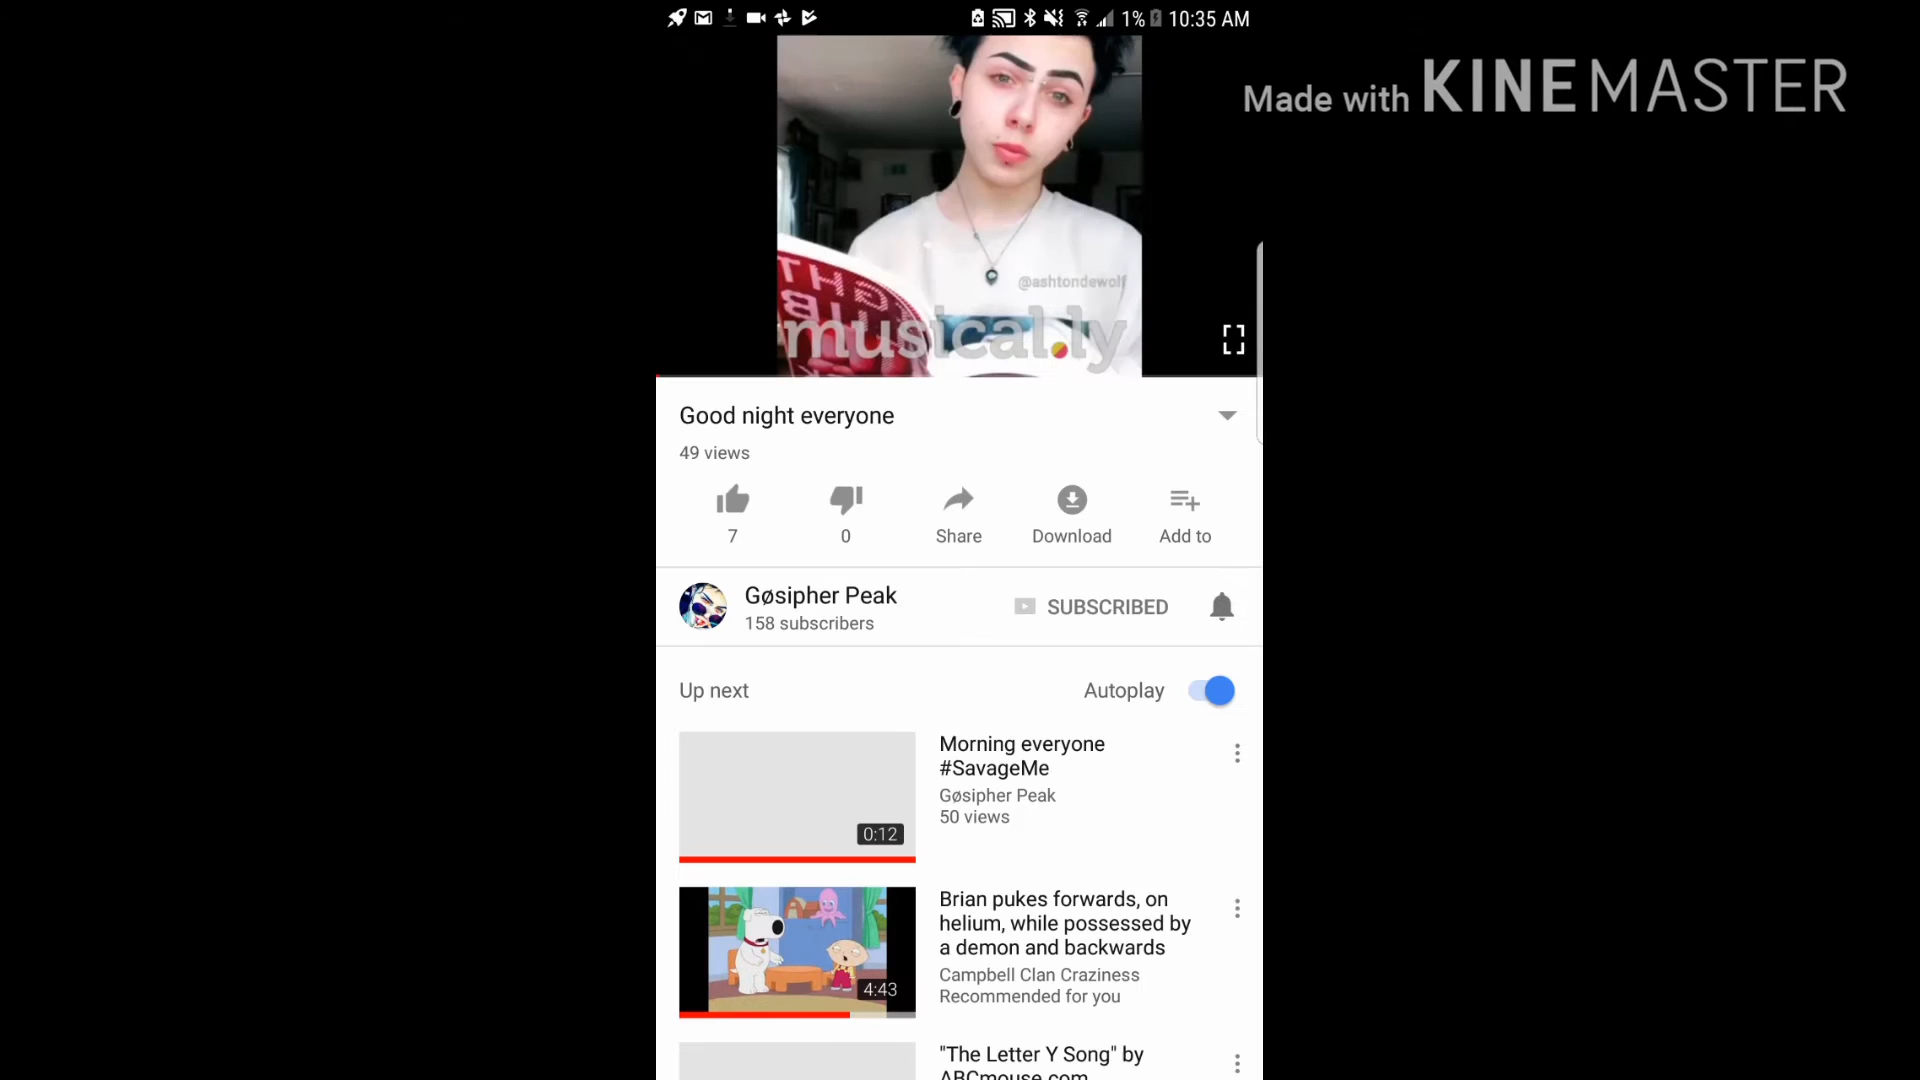 1% 10:35 AM
Made with KINEMASTER
@ashtondewolf
musical.ly
Good night everyone
49 views
7
0
Share
Download
Add to
Gøsipher Peak
158 subscribers
SUBSCRIBED
Up next
Autoplay
Morning everyone
#SavageMe
Gøsipher Peak
50 views
0:12
Brian pukes forwards, on
helium, while possessed by
a demon and backwards
Campbell Clan Craziness
Recommended for you
4:43
"The Letter Y Song" by
ABCmouse.com